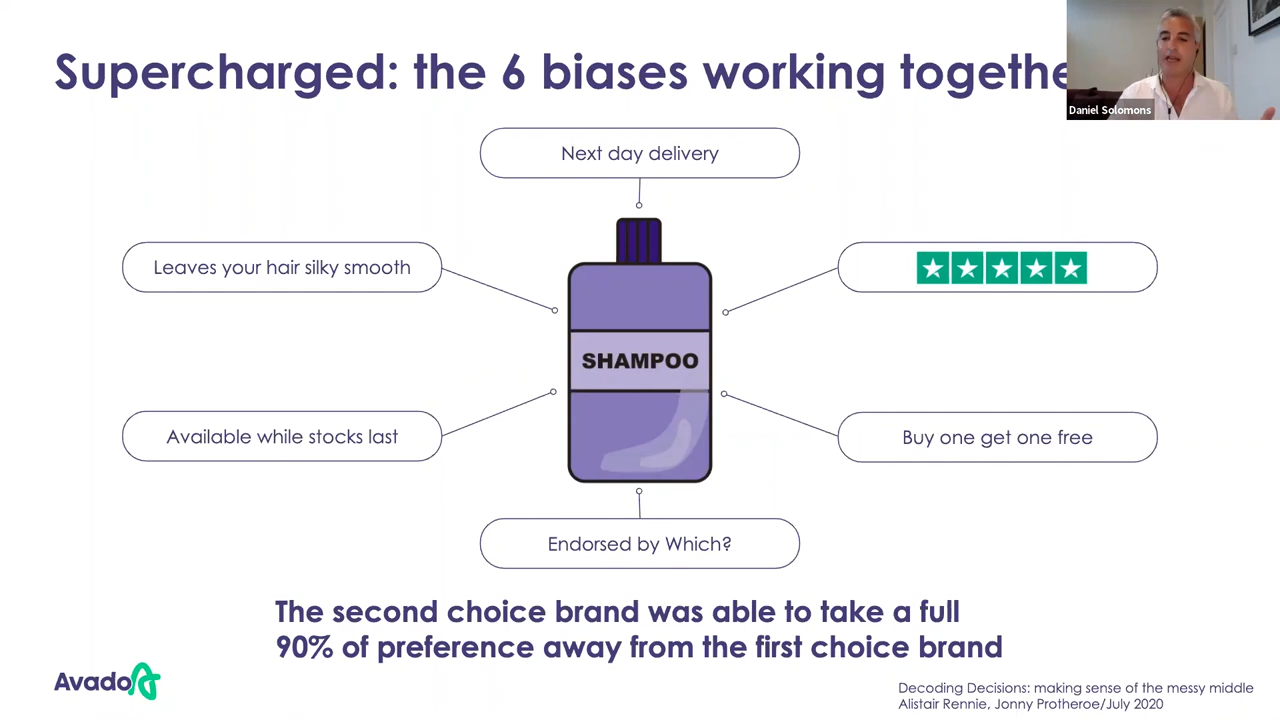 Supercharged: the 6 biases working togethe
Daniel Solomons
Next day delivery
Leaves your hair silky smooth
SHAMPOO
Available while stocks last
Buy one get one free
Endorsed by Which?
The second choice brand was able to take a full
90% of preference away from the first choice brand
Avado
Decoding Decisions: making sense of the messy middle
Alistair Rennie, Jonny Protheroe/July 2020